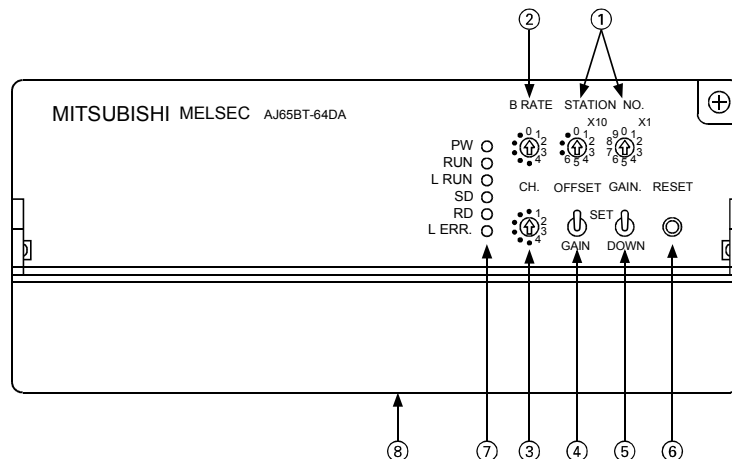 ② ①
B RATE STATION NO.
MITSUBISHI MELSEC AJ65BT-64DA
X10 X1
0 1 2 3 4
0 1 2 3 4 5 6
0 1 2 3 4 5 6 7 8 9
PW
RUN
L RUN
SD
RD
L ERR.
CH. OFFSET GAIN. RESET
1 2 3 4
SET
GAIN DOWN
⑧ ⑦ ③ ④ ⑤ ⑥